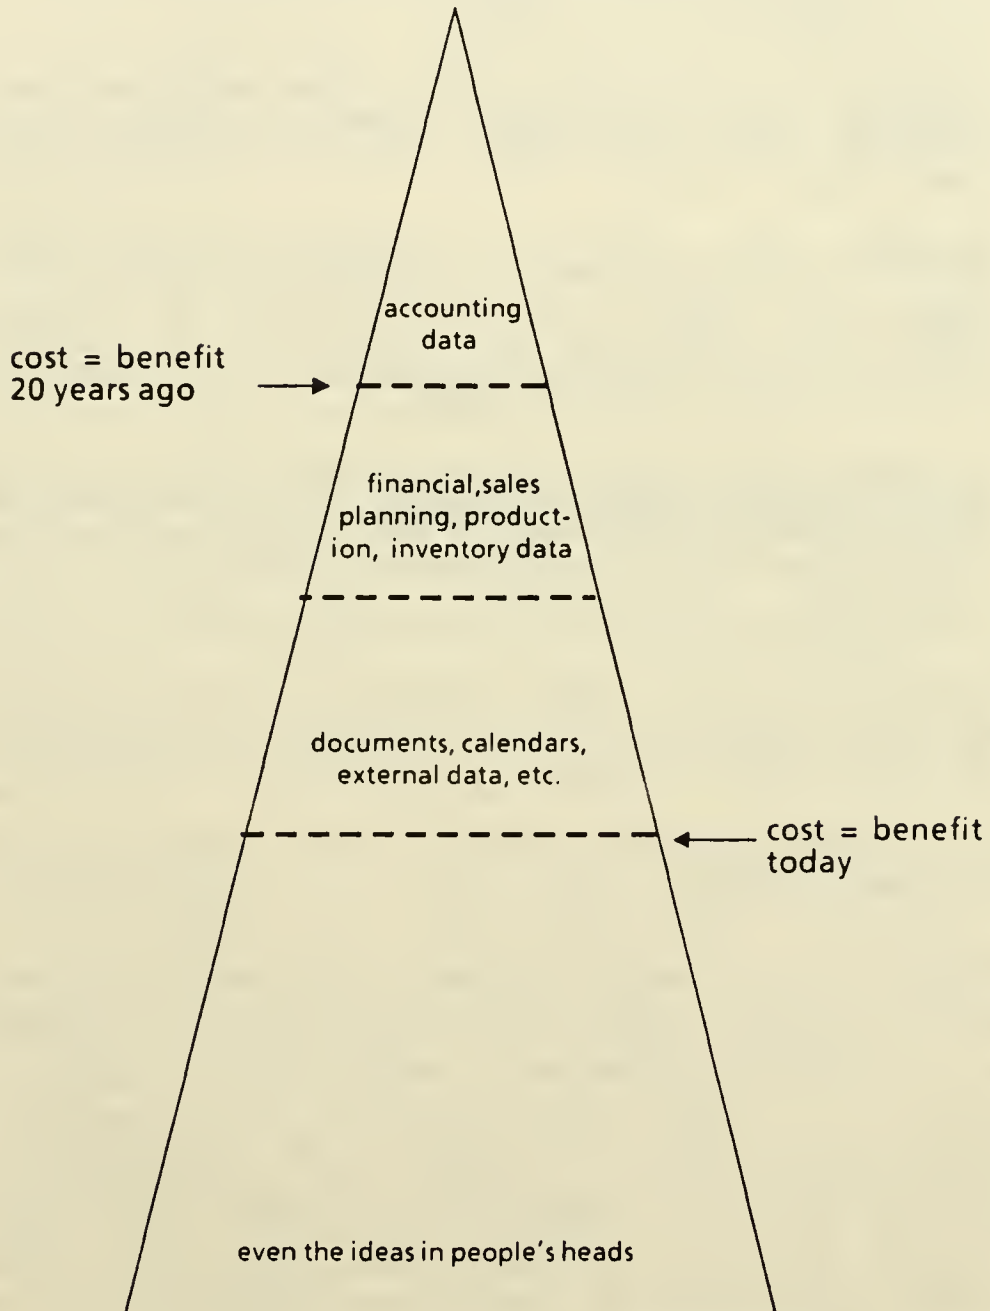 accounting
data
cost = benefit
20 years ago
financial,sales
planning, product-
ion, inventory data
documents, calendars,
external data, etc.
cost = benefit
today
even the ideas in people's heads